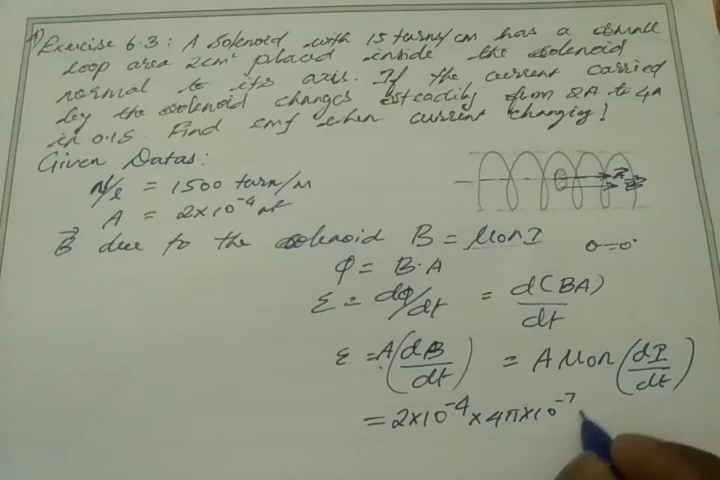 Exercise 6.3: A Solenoid with 15 turns/cm has a small
loop area 2cm² placed inside the solenoid
normal to its axis. If the current carried
by the solenoid changes steadily from 2A to 4A
in 0.1s. Find emf when current changing?
Given Datas:
N/l = 1500 turn/m
A = 2×10⁻⁴ m²
B⃗ due to the solenoid B = μ₀nI θ=0°
φ = B·A
ε = dφ/dt = d(BA)/dt
ε = A(dB/dt) = Aμ₀n(dI/dt)
= 2×10⁻⁴ × 4π×10⁻⁷